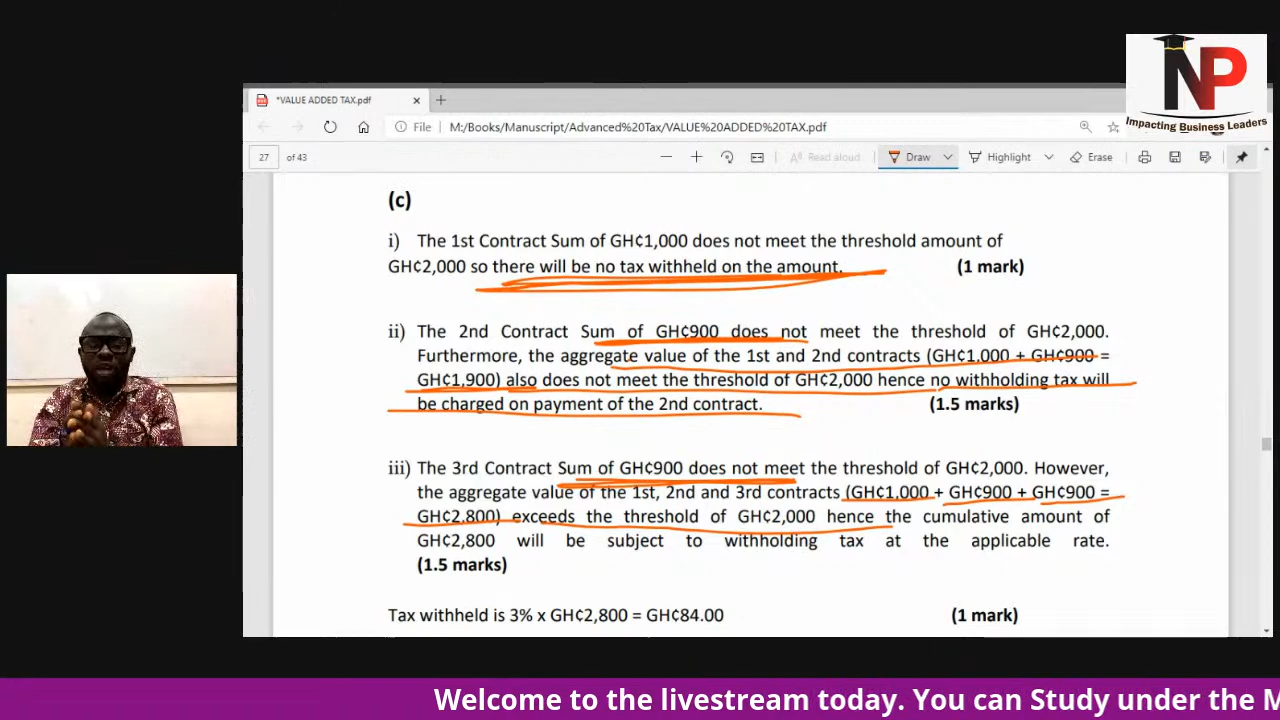 NP
Impacting Business Leaders
*VALUE ADDED TAX.pdf
File
M:/Books/Manuscript/Advanced%20Tax/VALUE%20ADDED%20TAX.pdf
27 of 43
Read aloud
Draw
Highlight
Erase
(c)
i) The 1st Contract Sum of GH¢1,000 does not meet the threshold amount of
GH¢2,000 so there will be no tax withheld on the amount. (1 mark)
ii) The 2nd Contract Sum of GH¢900 does not meet the threshold of GH¢2,000.
Furthermore, the aggregate value of the 1st and 2nd contracts (GH¢1,000 + GH¢900 =
GH¢1,900) also does not meet the threshold of GH¢2,000 hence no withholding tax will
be charged on payment of the 2nd contract. (1.5 marks)
iii) The 3rd Contract Sum of GH¢900 does not meet the threshold of GH¢2,000. However,
the aggregate value of the 1st, 2nd and 3rd contracts (GH¢1,000 + GH¢900 + GH¢900 =
GH¢2,800) exceeds the threshold of GH¢2,000 hence the cumulative amount of
GH¢2,800 will be subject to withholding tax at the applicable rate.
(1.5 marks)
Tax withheld is 3% x GH¢2,800 = GH¢84.00 (1 mark)
Welcome to the livestream today. You can Study under the M